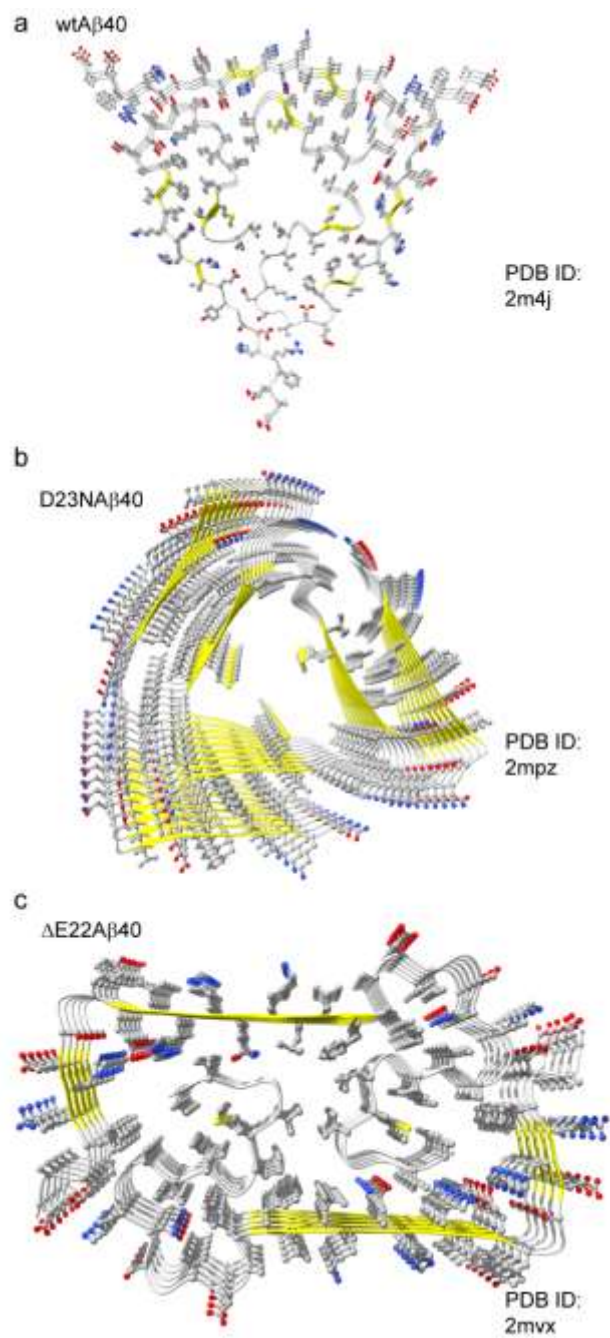 a
wtAβ40
PDB ID:
2m4j
b
D23NAβ40
PDB ID:
2mpz
c
ΔE22Aβ40
PDB ID:
2mvx